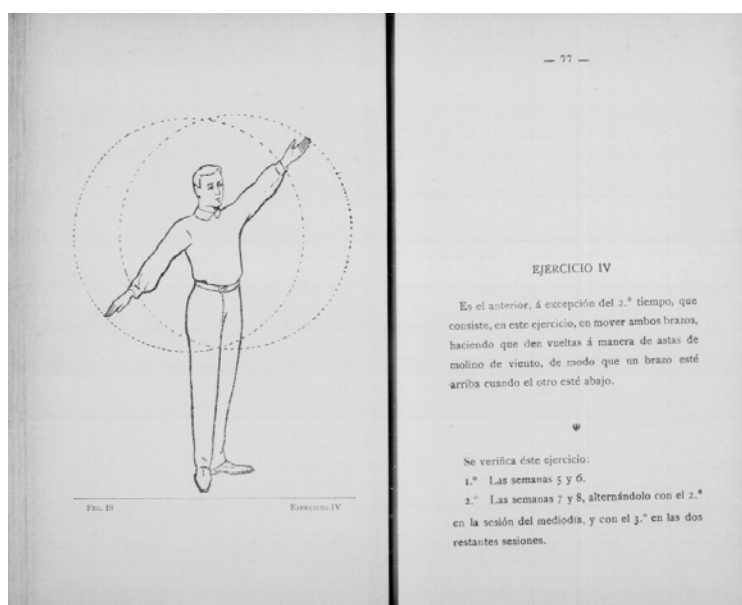 FIG. 19 EJERCICIO IV
— 77 —
EJERCICIO IV
Es el anterior, á excepción del 2.º tiempo, que
consiste, en este ejercicio, en mover ambos brazos,
haciendo que den vueltas á manera de astas de
molino de viento, de modo que un brazo esté
arriba cuando el otro esté abajo.
Se verifica éste ejercicio:
1.º Las semanas 5 y 6.
2.º Las semanas 7 y 8, alternándolo con el 2.º
en la sesión del mediodía, y con el 3.º en las dos
restantes sesiones.